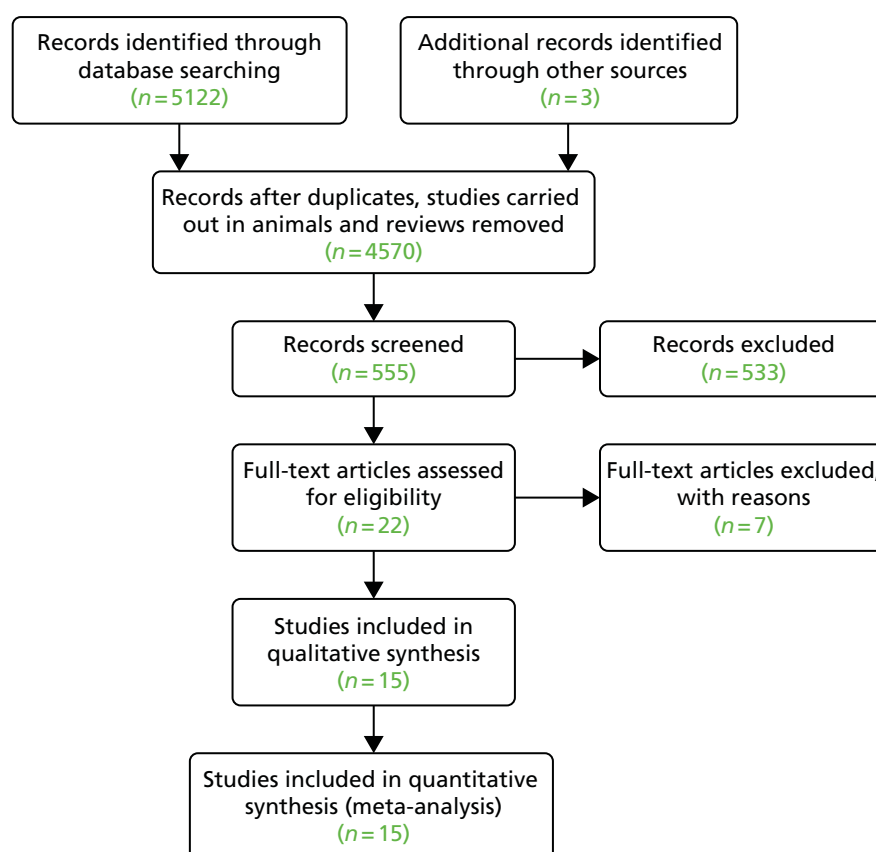 Records identified through
database searching
(n=5122)
Additional records identified
through other sources
(n=3)
Records after duplicates, studies carried
out in animals and reviews removed
(n=4570)
Records screened
(n=555)
Records excluded
(n=533)
Full-text articles assessed
for eligibility
(n=22)
Full-text articles excluded,
with reasons
(n=7)
Studies included in
qualitative synthesis
(n=15)
Studies included in quantitative
synthesis (meta-analysis)
(n=15)